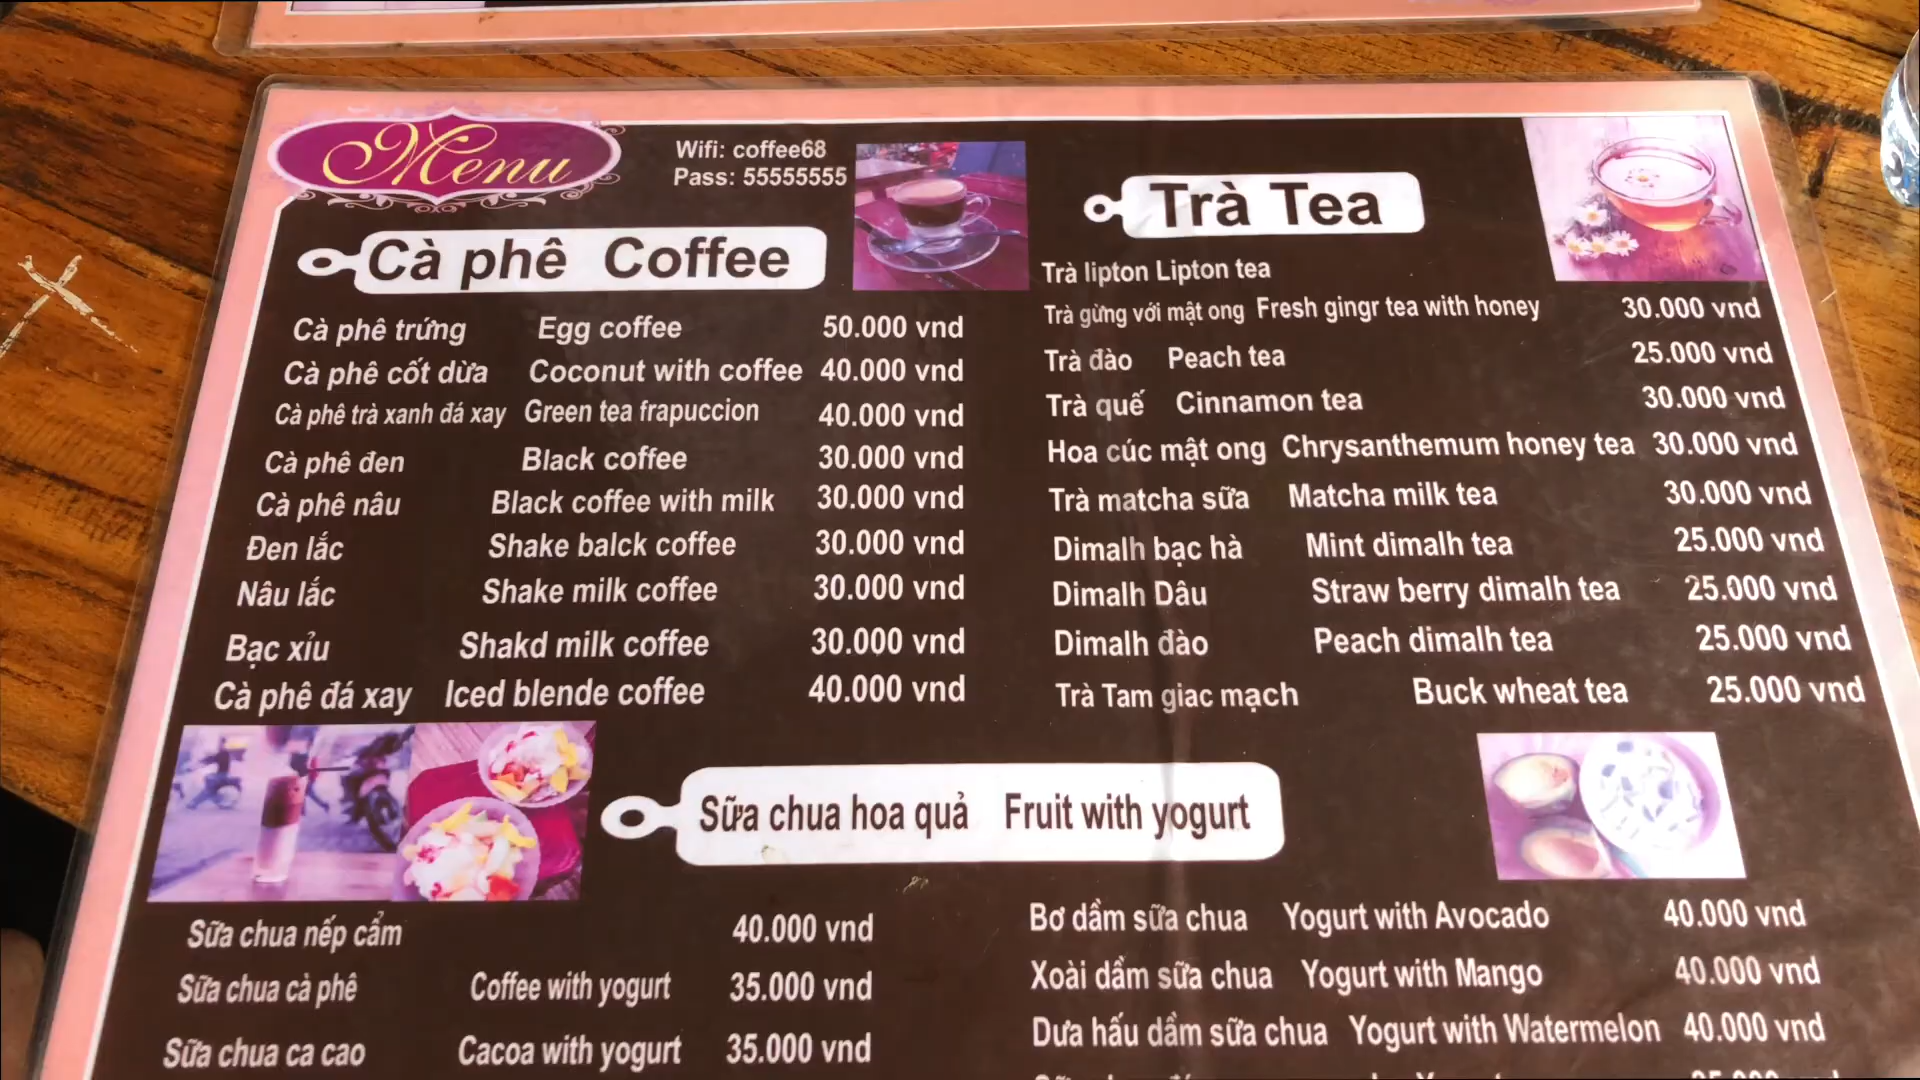 Menu
Wifi: coffee68
Pass: 55555555
Cà phê Coffee
Cà phê trứng Egg coffee 50.000 vnd
Cà phê cốt dừa Coconut with coffee 40.000 vnd
Cà phê trà xanh đá xay Green tea frapuccion 40.000 vnd
Cà phê đen Black coffee 30.000 vnd
Cà phê nâu Black coffee with milk 30.000 vnd
Đen lắc Shake balck coffee 30.000 vnd
Nâu lắc Shake milk coffee 30.000 vnd
Bạc xỉu Shakd milk coffee 30.000 vnd
Cà phê đá xay Iced blende coffee 40.000 vnd
Trà Tea
Trà lipton Lipton tea
Trà gừng với mật ong Fresh gingr tea with honey 30.000 vnd
Trà đào Peach tea 25.000 vnd
Trà quế Cinnamon tea 30.000 vnd
Hoa cúc mật ong Chrysanthemum honey tea 30.000 vnd
Trà matcha sữa Matcha milk tea 30.000 vnd
Dimalh bạc hà Mint dimalh tea 25.000 vnd
Dimalh Dâu Straw berry dimalh tea 25.000 vnd
Dimalh đào Peach dimalh tea 25.000 vnd
Trà Tam giac mạch Buck wheat tea 25.000 vnd
Sữa chua hoa quả Fruit with yogurt
Sữa chua nếp cẩm 40.000 vnd
Sữa chua cà phê Coffee with yogurt 35.000 vnd
Sữa chua ca cao Cacoa with yogurt 35.000 vnd
Bơ dầm sữa chua Yogurt with Avocado 40.000 vnd
Xoài dầm sữa chua Yogurt with Mango 40.000 vnd
Dưa hấu dầm sữa chua Yogurt with Watermelon 40.000 vnd